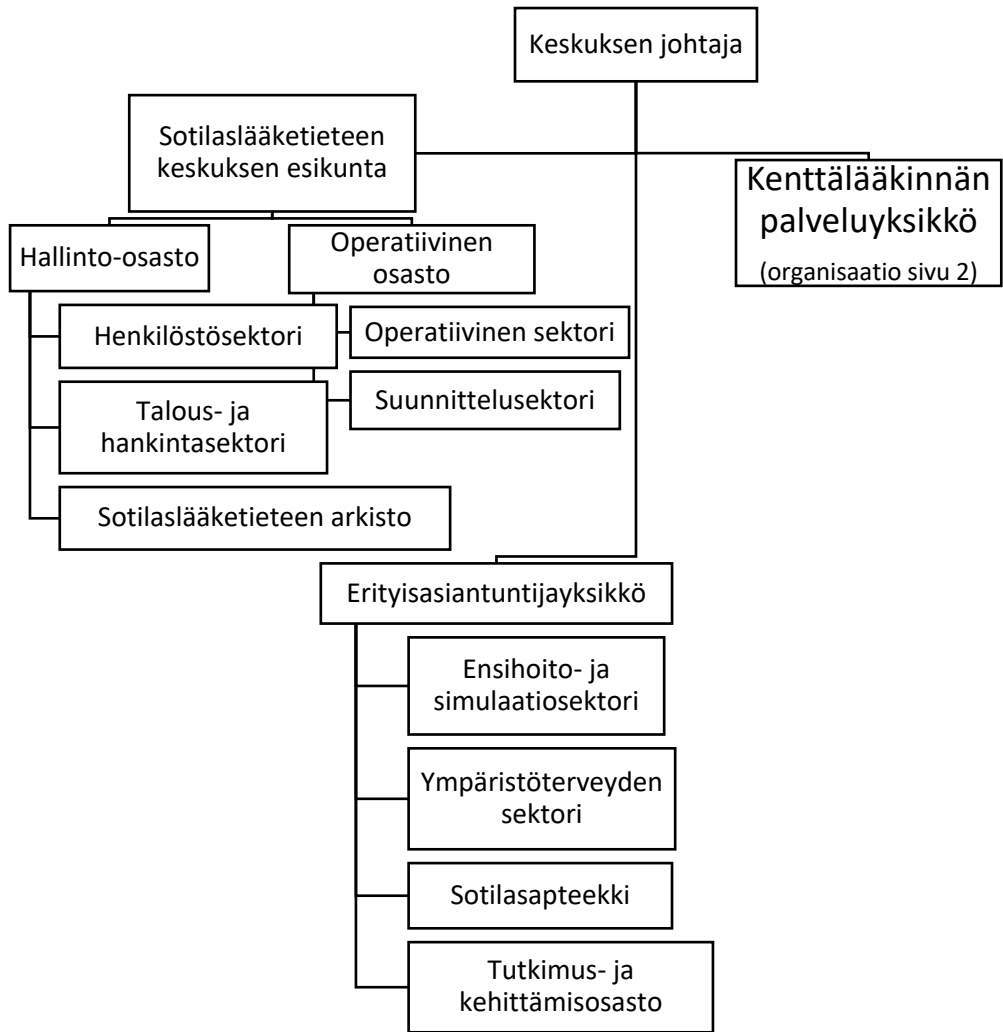 Keskuksen johtaja
Sotilaslääketieteen
keskuksen esikunta
Kenttälääkinnän
palveluyksikkö
(organisaatio sivu 2)
Hallinto-osasto
Operatiivinen
osasto
Henkilöstösektori
Operatiivinen sektori
Talous- ja
hankintasektori
Suunnittelusektori
Sotilaslääketieteen arkisto
Erityisasiantuntijayksikkö
Ensihoito- ja
simulaatiosektori
Ympäristöterveyden
sektori
Sotilasapteekki
Tutkimus- ja
kehittämisosasto